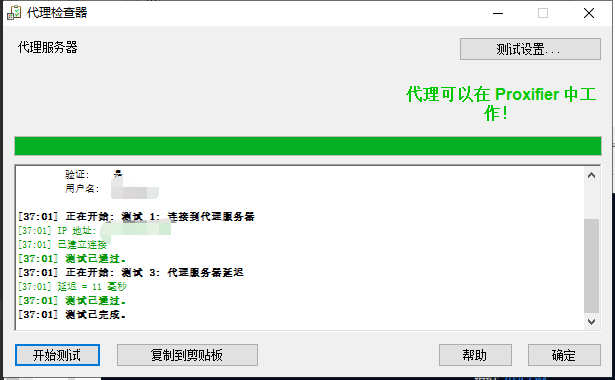 代理检查器
代理服务器
测试设置...
代理可以在 Proxifier 中工
作!
验证: 是
用户名:
[37:01] 正在开始: 测试 1: 连接到代理服务器
[37:01] IP 地址:
[37:01] 已建立连接
[37:01] 测试已通过。
[37:01] 正在开始: 测试 3: 代理服务器延迟
[37:01] 延迟 = 11 毫秒
[37:01] 测试已通过。
[37:01] 测试已完成。
开始测试
复制到剪贴板
帮助
确定